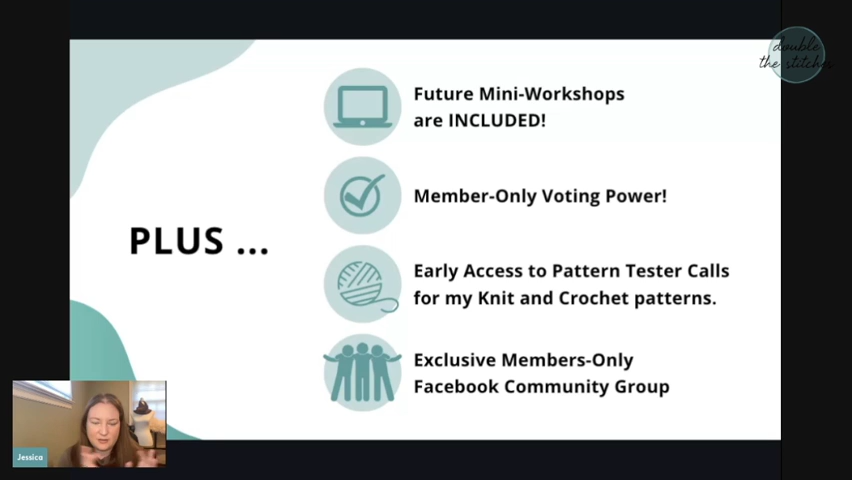 double
the stitches
Future Mini-Workshops
are INCLUDED!
Member-Only Voting Power!
PLUS ...
Early Access to Pattern Tester Calls
for my Knit and Crochet patterns.
Exclusive Members-Only
Facebook Community Group
Jessica